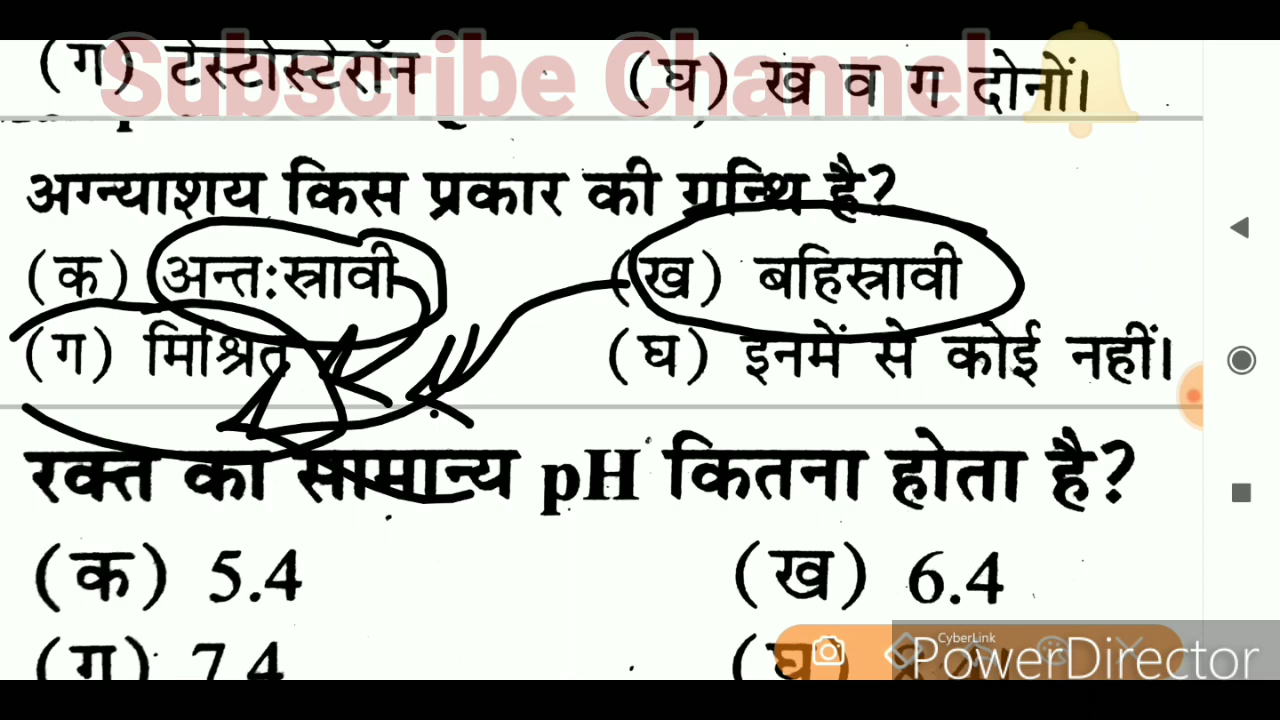 Subscribe Channel
(ग) टेस्टोस्टेरॉन (घ) ख व ग दोनों।
अग्न्याशय किस प्रकार की ग्रन्थि है?
(क) अन्त:स्त्रावी (ख) बहिस्त्रावी
(ग) मिश्रित (घ) इनमें से कोई नहीं।
रक्त का सामान्य pH कितना होता है?
(क) 5.4 (ख) 6.4
(ग) 7.4 (घ)
CyberLink
PowerDirector